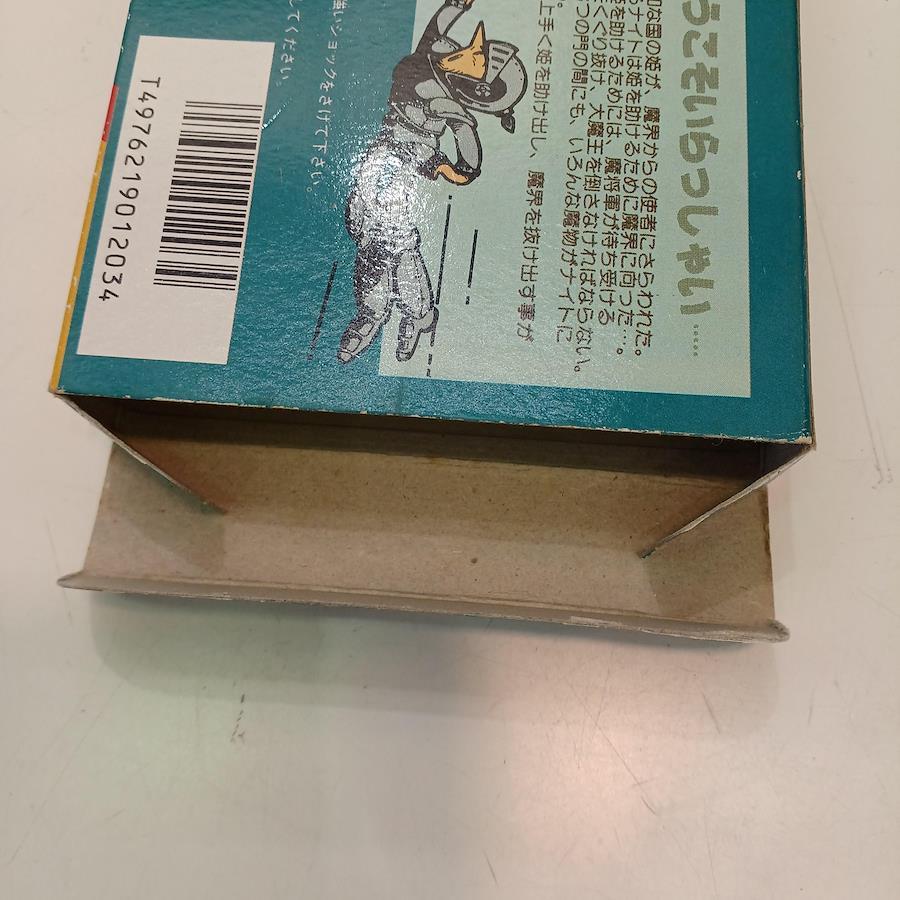 うこそいらっしゃい……
な国の姫が、魔界からの使者にさらわれた。
ナイトは姫を助けるために魔界に向った…。
姫を助けるためには、魔将軍が待ち受ける
くぐり抜け、大魔王を倒さなければならない。
つの門の間にも、いろんな魔物がナイトに
。
上手く姫を助け出し、魔界を抜け出す事が
強いショックをさけて下さい。
してください。
T4976219012034